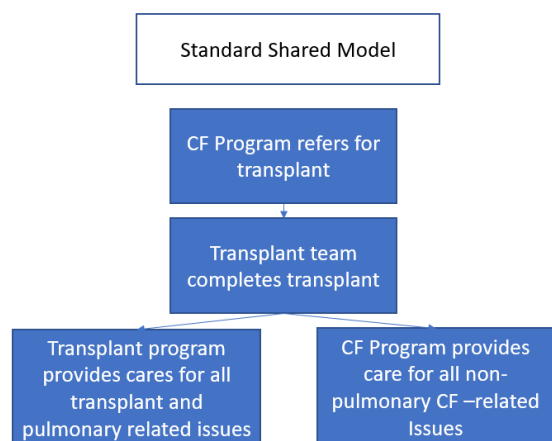 Standard Shared Model
CF Program refers for
transplant
Transplant team
completes transplant
Transplant program
provides cares for all
transplant and
pulmonary related issues
CF Program provides
care for all non-
pulmonary CF –related
Issues